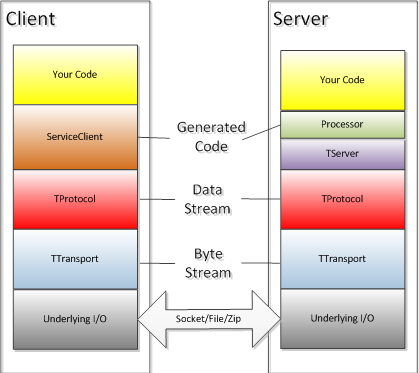 Client
Server
Your Code
Your Code
Generated
Code
ServiceClient
Processor
TServer
TProtocol
Data
Stream
TProtocol
TTransport
Byte
Stream
TTransport
Underlying I/O
Socket/File/Zip
Underlying I/O